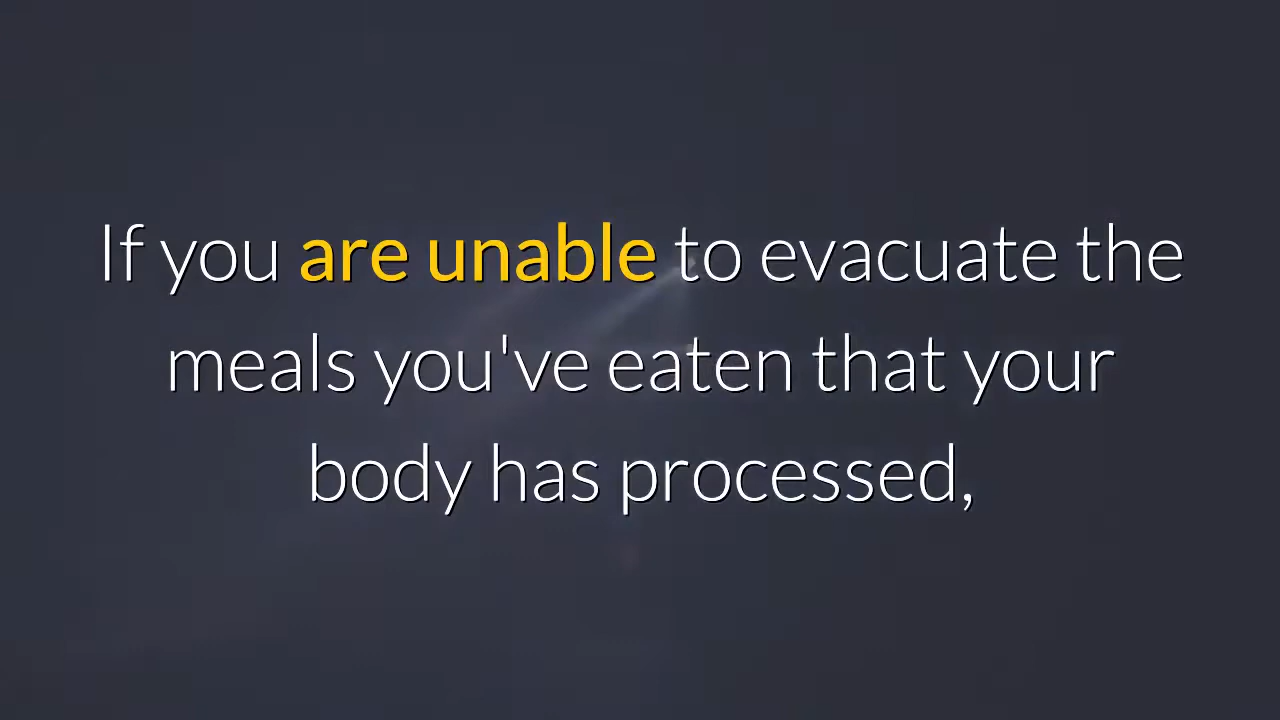 If you are unable to evacuate the
meals you've eaten that your
body has processed,